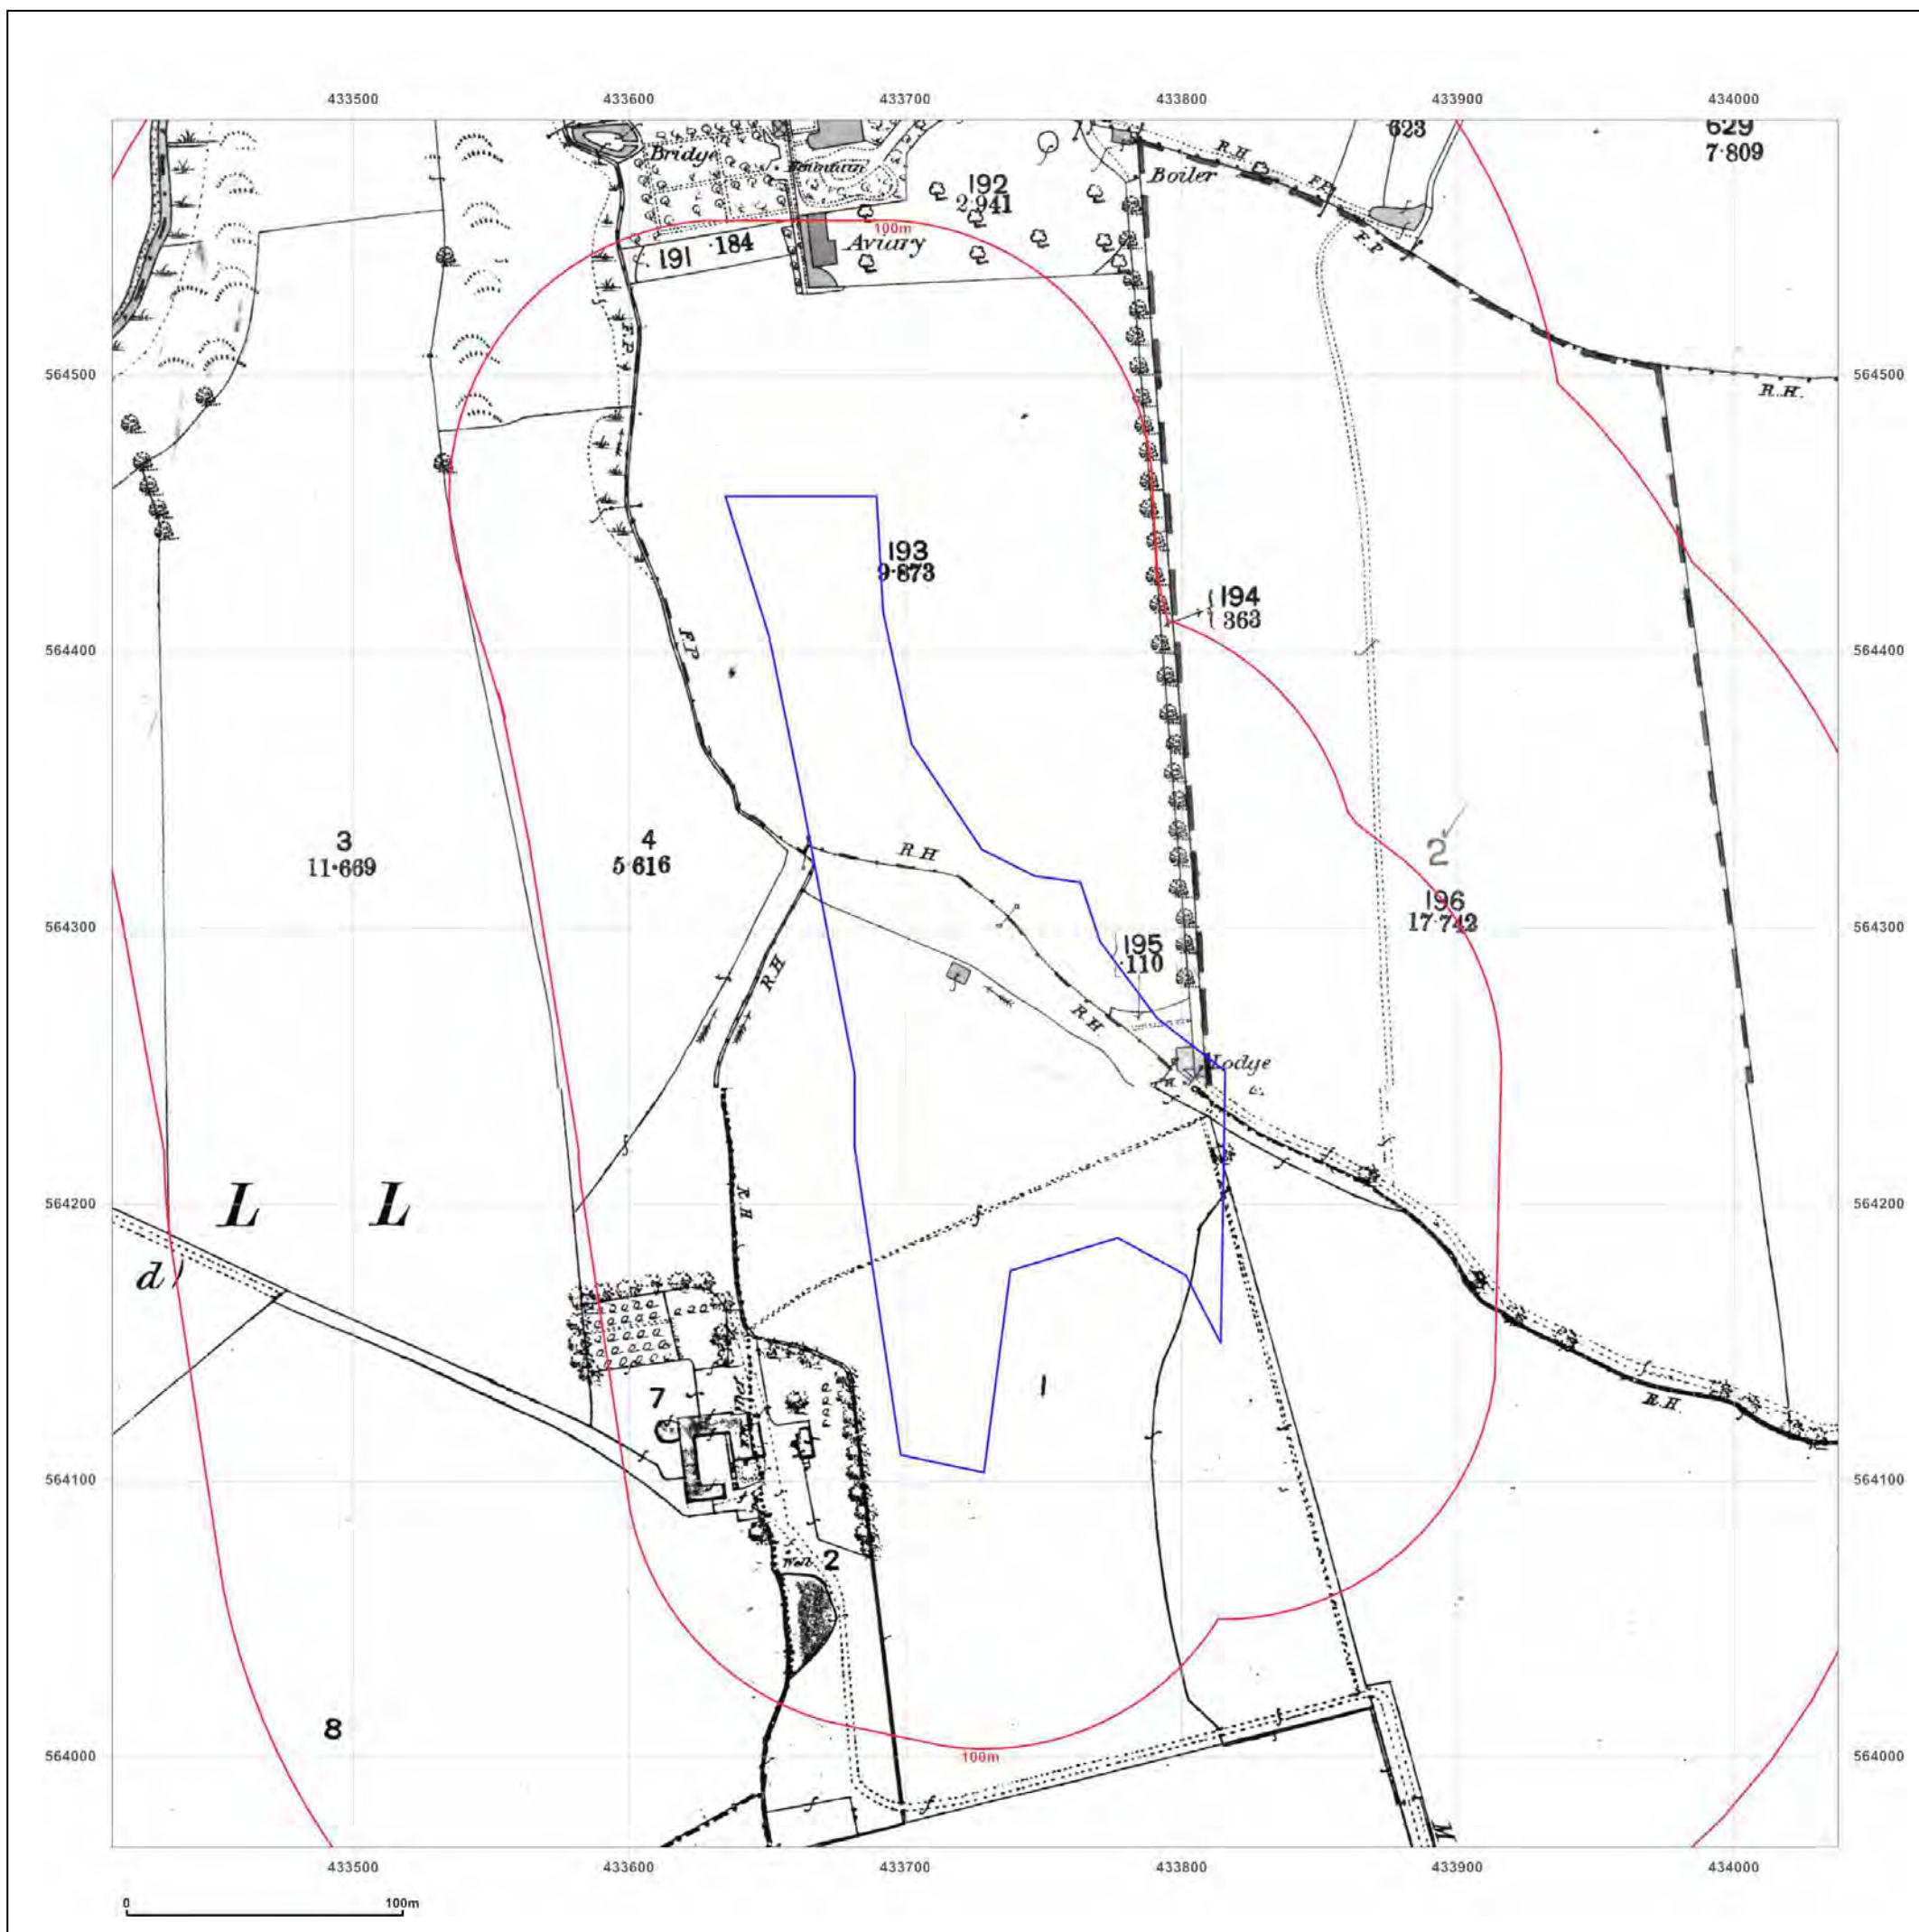 433500 433600 433700 433800 433900 434000
623
629
7·809
Bridge
R.H.
Boiler
192
2·941
F.P.
100m
·184
Aviary
191
F.P.
564500 564500
R.H.
193
9·873
194
·363
F.P
564400 564400
3
11·669
4
5·616
R H
2
196
17·742
564300 564300
195
·110
R.H
R.H.
Lodge
564200 564200
L L
R.H
d)
7
1
R.H.
564100 564100
Well
2
8
564000 564000
100m
M
433500 433600 433700 433800 433900 434000
0 100m